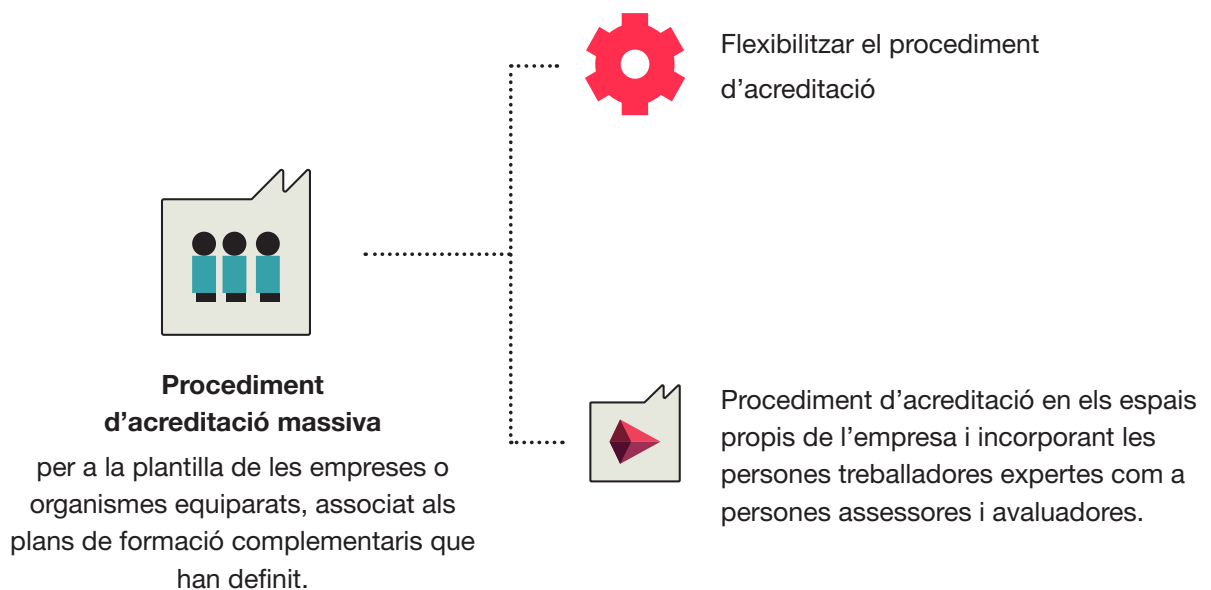 Flexibilitzar el procediment
d’acreditació
Procediment
d’acreditació massiva
per a la plantilla de les empreses o
organismes equiparats, associat als
plans de formació complementaris que
han definit.
Procediment d’acreditació en els espais
propis de l’empresa i incorporant les
persones treballadores expertes com a
persones assessores i avaluadores.